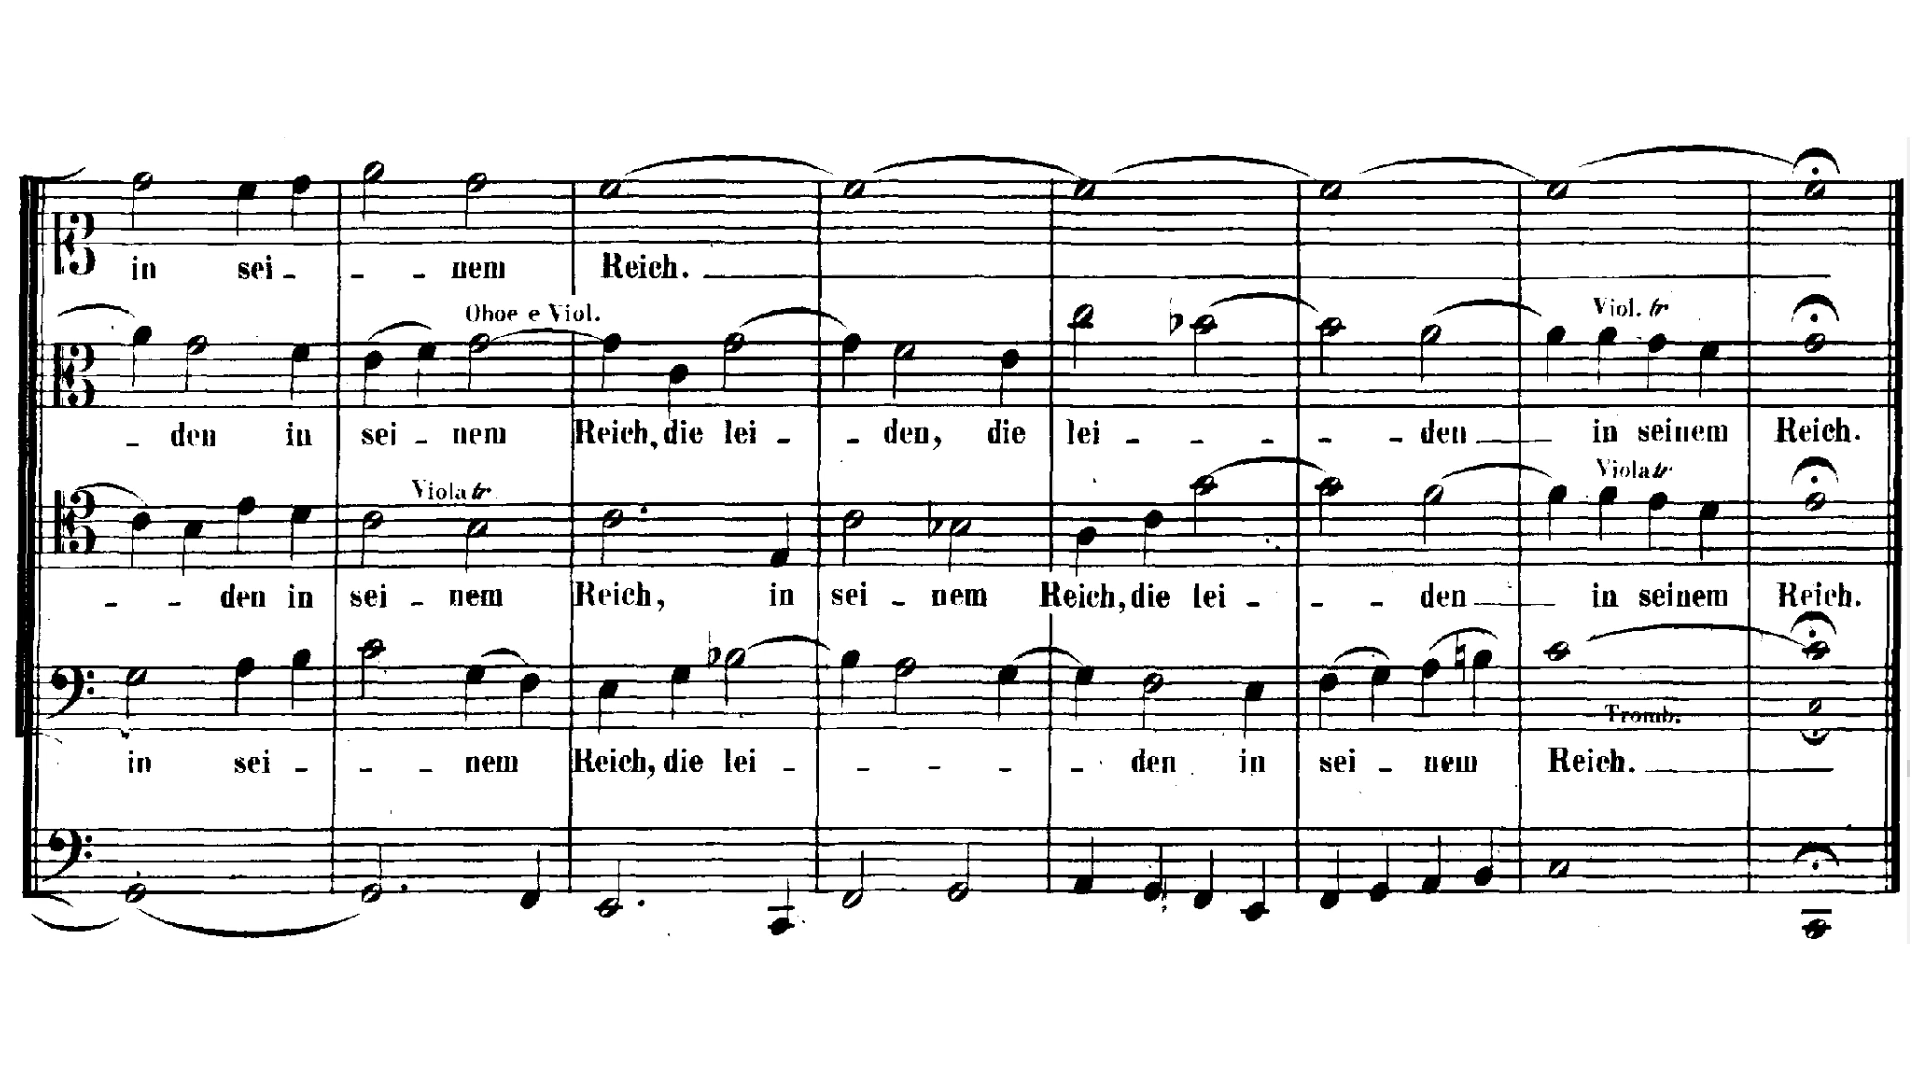 in sei - - - nem Reich.
Oboe e Viol. Viol. tr
- den in sei - nem Reich, die lei - - den, die lei - - - - - den in seinem Reich.
Viola tr Viola tr
- - den in sei - nem Reich, in sei - nem Reich, die lei - - - den in seinem Reich.
Tromb.
in sei - - - nem Reich, die lei - - - - - den in sei - nem Reich.